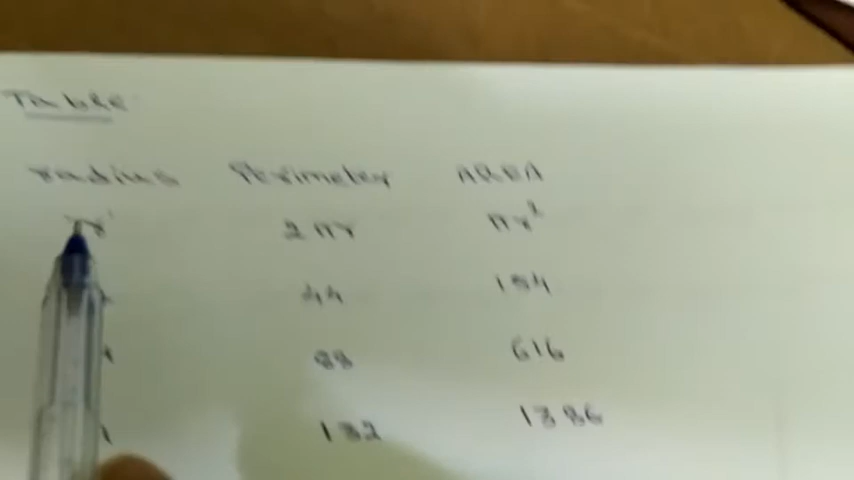 Table
radius Perimeter AREA
'r' 2πr πr²
44 154
88 616
132 1386